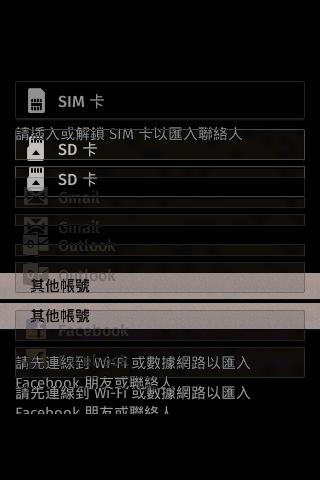 SIM 卡
請插入或解鎖 SIM 卡以匯入聯絡人
SD 卡
SD 卡
Gmail
Gmail
Outlook
Outlook
其他帳號
其他帳號
Facebook
請先連線到 Wi-Fi 或數據網路以匯入
Facebook 朋友或聯絡人
請先連線到 Wi-Fi 或數據網路以匯入
Facebook 朋友或聯絡人